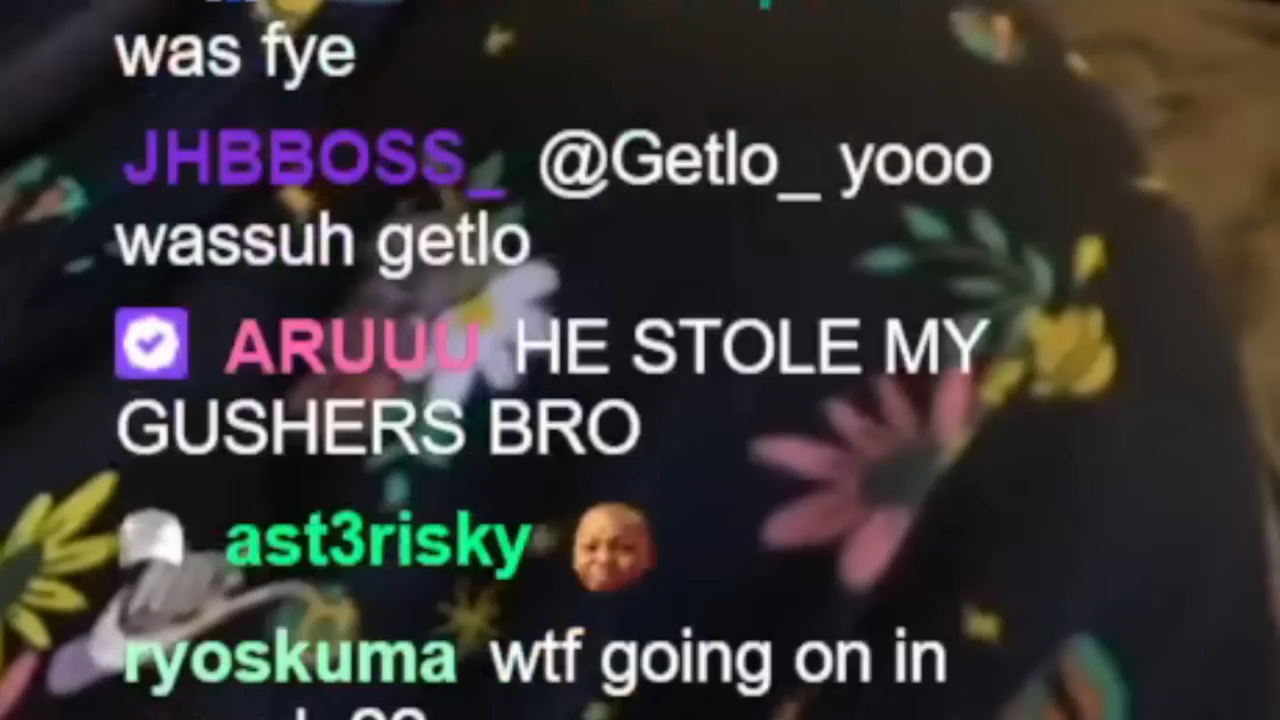 was fye
JHBBOSS_ @Getlo_ yooo
wassuh getlo
ARUUU HE STOLE MY
GUSHERS BRO
ast3risky
ryoskuma wtf going on in